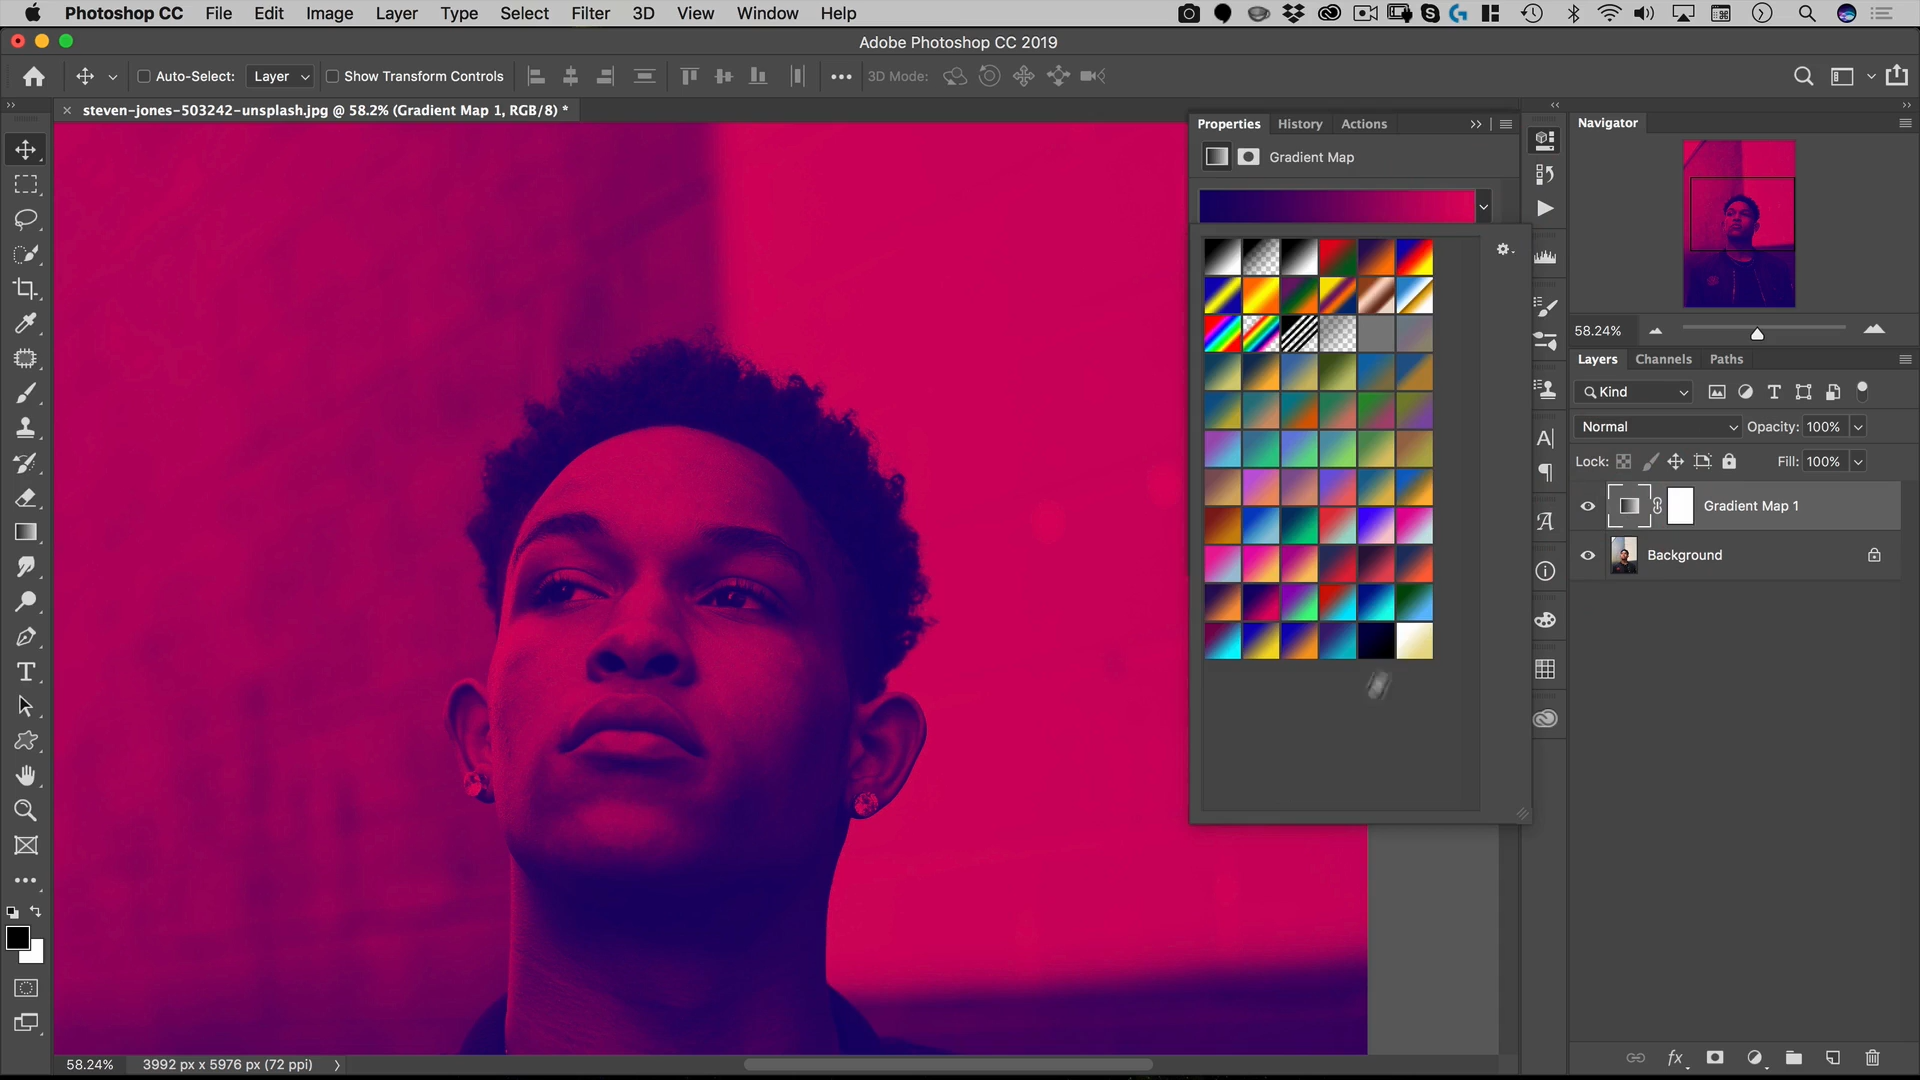 Photoshop CC File Edit Image Layer Type Select Filter 3D View Window Help
Adobe Photoshop CC 2019
Auto-Select: Layer Show Transform Controls 3D Mode:
steven-jones-503242-unsplash.jpg @ 58.2% (Gradient Map 1, RGB/8) *
Properties History Actions
Gradient Map
Navigator
58.24%
Layers Channels Paths
Kind
Normal Opacity: 100%
Lock: Fill: 100%
Gradient Map 1
Background
58.24% 3992 px x 5976 px (72 ppi)